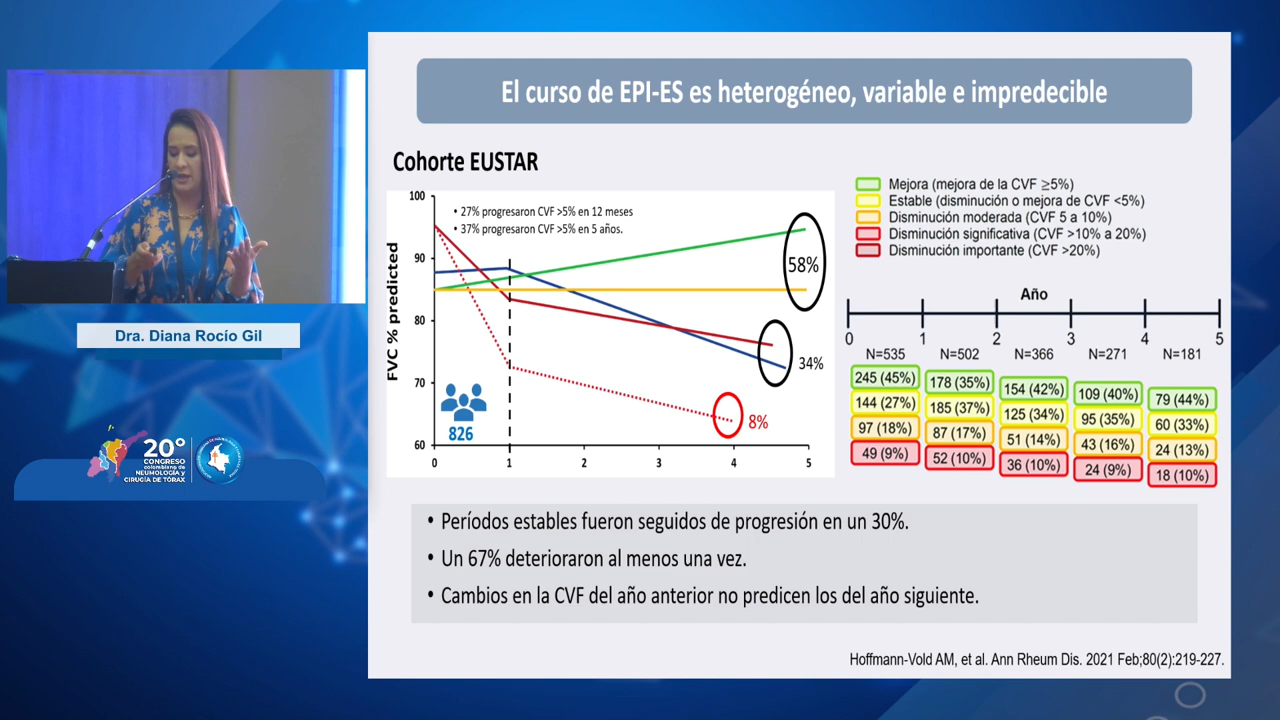 El curso de EPI-ES es heterogéneo, variable e impredecible
Cohorte EUSTAR
FVC % predicted
100
90
80
70
60
• 27% progresaron CVF >5% en 12 meses
• 37% progresaron CVF >5% en 5 años.
58%
34%
8%
826
0 1 2 3 4 5
Mejora (mejora de la CVF ≥5%)
Estable (disminución o mejora de CVF <5%)
Disminución moderada (CVF 5 a 10%)
Disminución significativa (CVF >10% a 20%)
Disminución importante (CVF >20%)
Año
0 1 2 3 4 5
N=535 N=502 N=366 N=271 N=181
245 (45%) 178 (35%) 154 (42%) 109 (40%) 79 (44%)
144 (27%) 185 (37%) 125 (34%) 95 (35%) 60 (33%)
97 (18%) 87 (17%) 51 (14%) 43 (16%) 24 (13%)
49 (9%) 52 (10%) 36 (10%) 24 (9%) 18 (10%)
• Períodos estables fueron seguidos de progresión en un 30%.
• Un 67% deterioraron al menos una vez.
• Cambios en la CVF del año anterior no predicen los del año siguiente.
Hoffmann-Vold AM, et al. Ann Rheum Dis. 2021 Feb;80(2):219-227.
Dra. Diana Rocío Gil
20º
CONGRESO
colombiano de
NEUMOLOGÍA y
CIRUGÍA DE TÓRAX